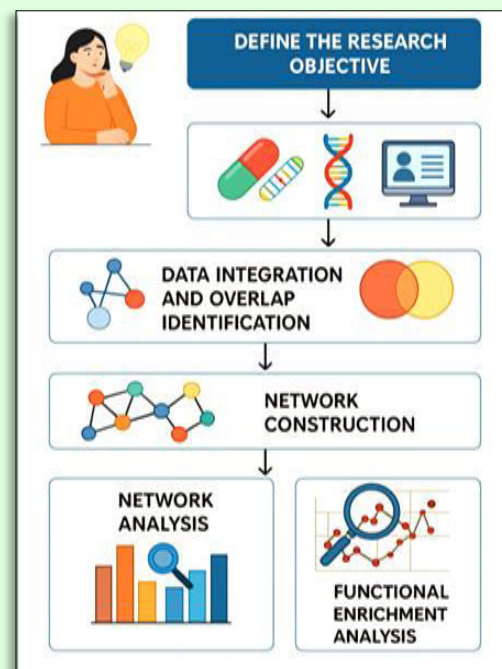 DEFINE THE RESEARCH
OBJECTIVE
DATA INTEGRATION
AND OVERLAP
IDENTIFICATION
NETWORK
CONSTRUCTION
NETWORK
ANALYSIS
FUNCTIONAL
ENRICHMENT
ANALYSIS